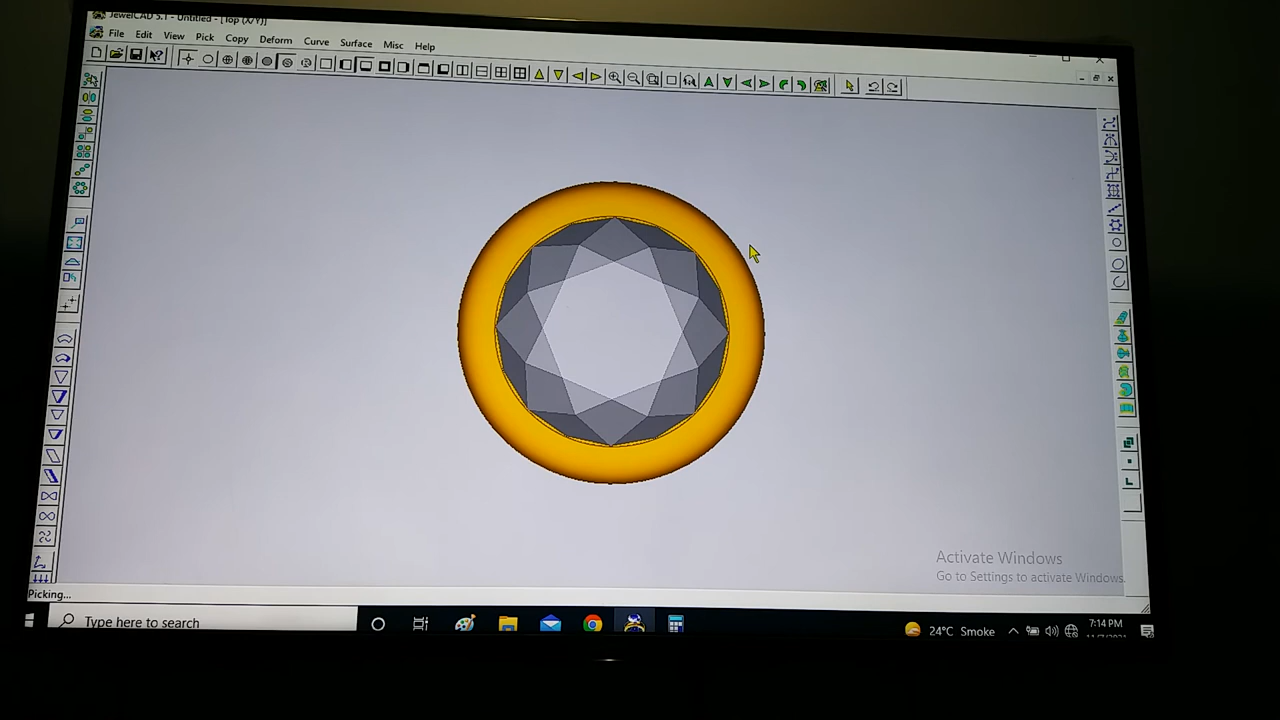 JewelCAD 5.1 - Untitled - [Top (X/Y)]
File Edit View Pick Copy Deform Curve Surface Misc Help
Activate Windows
Go to Settings to activate Windows.
Picking...
Type here to search
24°C Smoke
7:14 PM